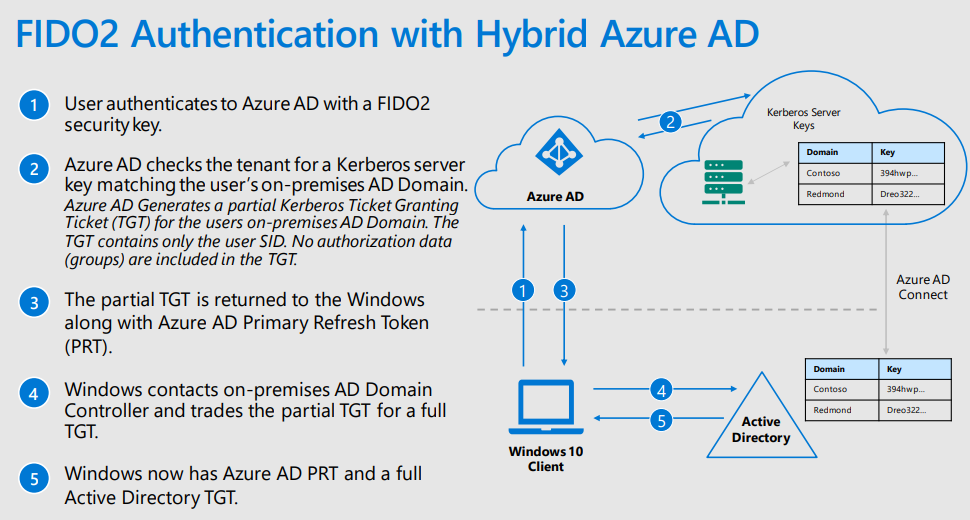 FIDO2 Authentication with Hybrid Azure AD
1
User authenticates to Azure AD with a FIDO2
security key.
2
Azure AD checks the tenant for a Kerberos server
key matching the user's on-premises AD Domain.
Azure AD Generates a partial Kerberos Ticket Granting
Ticket (TGT) for the users on-premises AD Domain. The
TGT contains only the user SID. No authorization data
(groups) are included in the TGT.
3
The partial TGT is returned to the Windows
along with Azure AD Primary Refresh Token
(PRT).
4
Windows contacts on-premises AD Domain
Controller and trades the partial TGT for a full
TGT.
5
Windows now has Azure AD PRT and a full
Active Directory TGT.
Azure AD
2
Kerberos Server
Keys
Domain Key
Contoso 394hwp...
Redmond Dreo322...
1
3
Azure AD
Connect
Windows 10
Client
4
5
Active
Directory
Domain Key
Contoso 394hwp...
Redmond Dreo322...